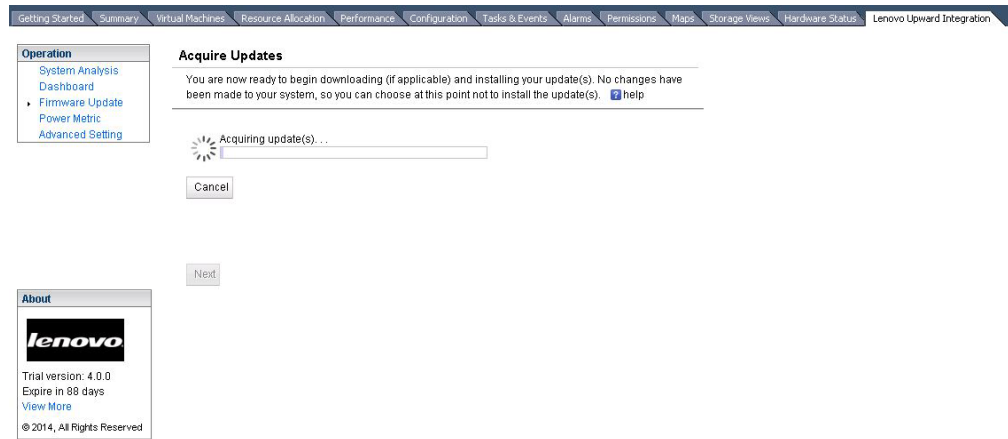 Getting Started Summary Virtual Machines Resource Allocation Performance Configuration Tasks & Events Alarms Permissions Maps Storage Views Hardware Status Lenovo Upward Integration
Operation
System Analysis
Dashboard
Firmware Update
Power Metric
Advanced Setting
Acquire Updates
You are now ready to begin downloading (if applicable) and installing your update(s). No changes have
been made to your system, so you can choose at this point not to install the update(s). ? help
Acquiring update(s). . .
Cancel
Next
About
lenovo
Trial version: 4.0.0
Expire in 88 days
View More
© 2014, All Rights Reserved